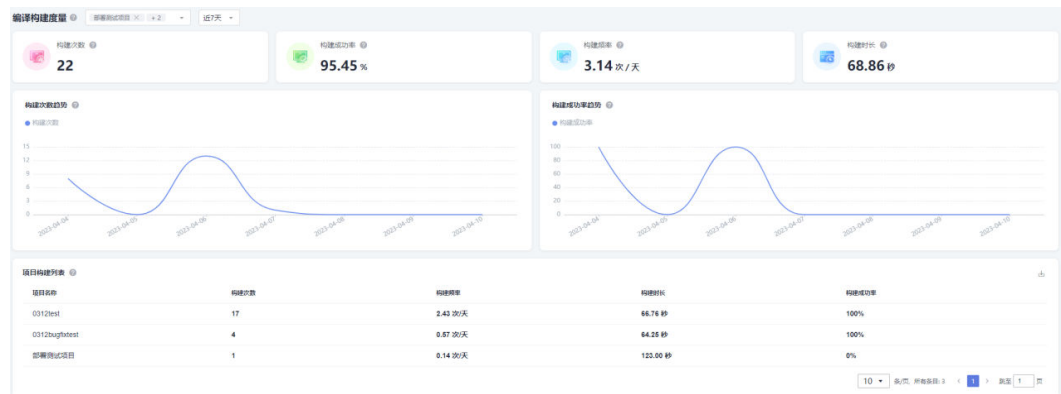 编译构建度量
部署测试项目 × + 2
近7天
构建次数
22
构建成功率
95.45 %
构建频率
3.14 次/天
构建时长
68.86 秒
构建次数趋势
构建次数
15
12
9
6
3
0
2023-04-04 2023-04-05 2023-04-06 2023-04-07 2023-04-08 2023-04-09 2023-04-10
构建成功率趋势
构建成功率
100
80
60
40
20
0
2023-04-04 2023-04-05 2023-04-06 2023-04-07 2023-04-08 2023-04-09 2023-04-10
项目构建列表
项目名称 构建次数 构建频率 构建时长 构建成功率
0312test 17 2.43 次/天 66.76 秒 100%
0312bugfixtest 4 0.57 次/天 64.25 秒 100%
部署测试项目 1 0.14 次/天 123.00 秒 0%
10 条/页, 所有条目: 3 < 1 > 跳至 1 页